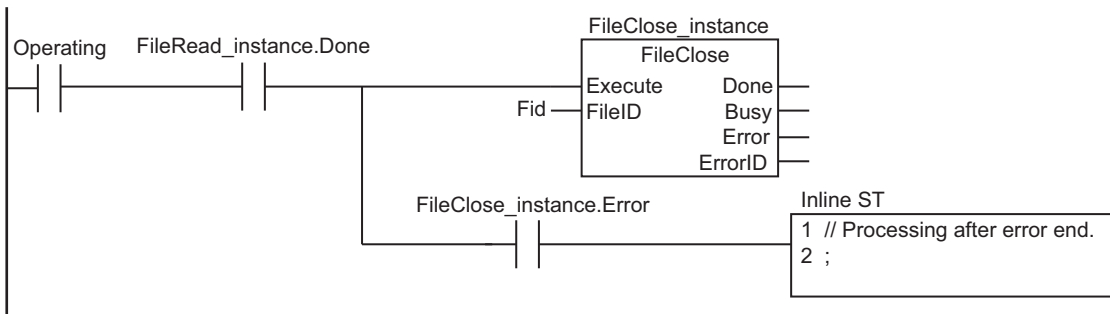 FileClose_instance
Operating
FileRead_instance.Done
FileClose
Execute Done
Fid FileID Busy
Error
ErrorID
FileClose_instance.Error
Inline ST
1 // Processing after error end.
2 ;